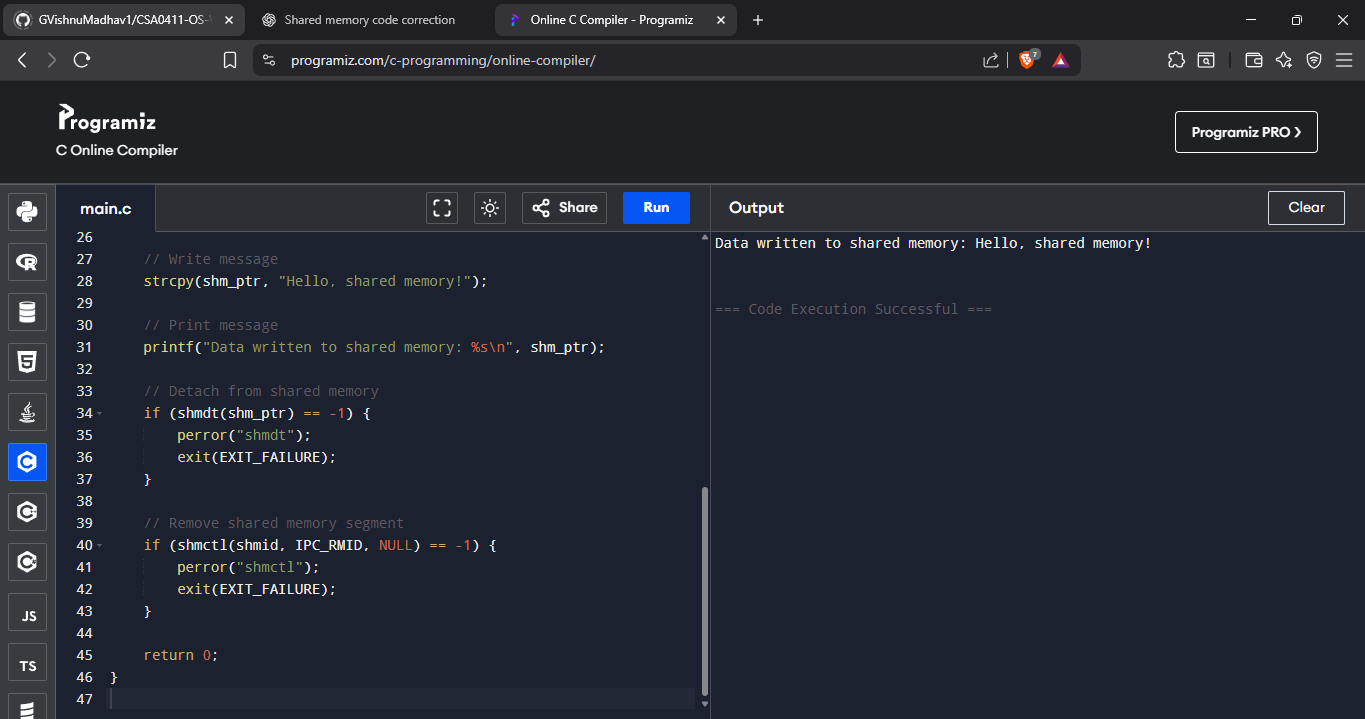 GVishnuMadhav1/CSA0411-OS-
Shared memory code correction
Online C Compiler - Programiz
programiz.com/c-programming/online-compiler/
7
Programiz
C Online Compiler
Programiz PRO >
main.c
Share
Run
Output
Clear
26
27 // Write message
28 strcpy(shm_ptr, "Hello, shared memory!");
29
30 // Print message
31 printf("Data written to shared memory: %s\n", shm_ptr);
32
33 // Detach from shared memory
34 if (shmdt(shm_ptr) == -1) {
35 perror("shmdt");
36 exit(EXIT_FAILURE);
37 }
38
39 // Remove shared memory segment
40 if (shmctl(shmid, IPC_RMID, NULL) == -1) {
41 perror("shmctl");
42 exit(EXIT_FAILURE);
43 }
44
45 return 0;
46 }
47
Data written to shared memory: Hello, shared memory!
=== Code Execution Successful ===
JS
TS